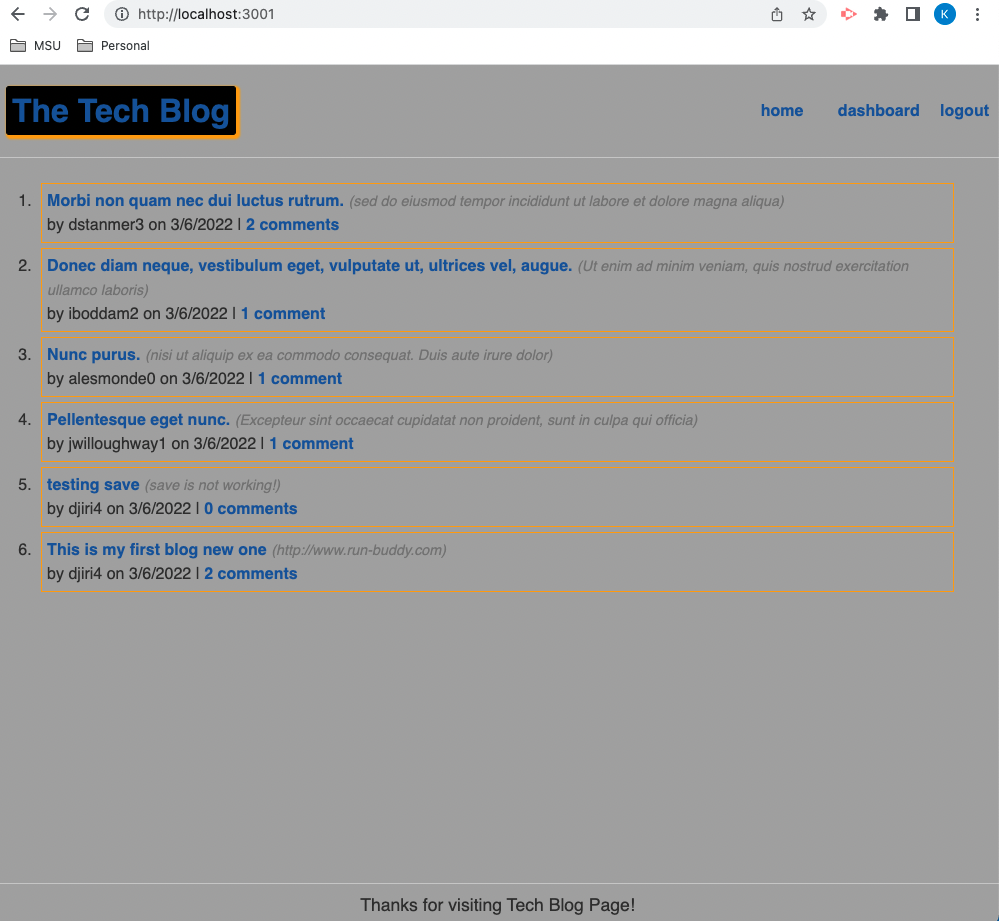 http://localhost:3001
K
MSU Personal
The Tech Blog
home dashboard logout
1. Morbi non quam nec dui luctus rutrum. (sed do eiusmod tempor incididunt ut labore et dolore magna aliqua)
by dstanmer3 on 3/6/2022 | 2 comments
2. Donec diam neque, vestibulum eget, vulputate ut, ultrices vel, augue. (Ut enim ad minim veniam, quis nostrud exercitation
ullamco laboris)
by iboddam2 on 3/6/2022 | 1 comment
3. Nunc purus. (nisi ut aliquip ex ea commodo consequat. Duis aute irure dolor)
by alesmonde0 on 3/6/2022 | 1 comment
4. Pellentesque eget nunc. (Excepteur sint occaecat cupidatat non proident, sunt in culpa qui officia)
by jwilloughway1 on 3/6/2022 | 1 comment
5. testing save (save is not working!)
by djiri4 on 3/6/2022 | 0 comments
6. This is my first blog new one (http://www.run-buddy.com)
by djiri4 on 3/6/2022 | 2 comments
Thanks for visiting Tech Blog Page!